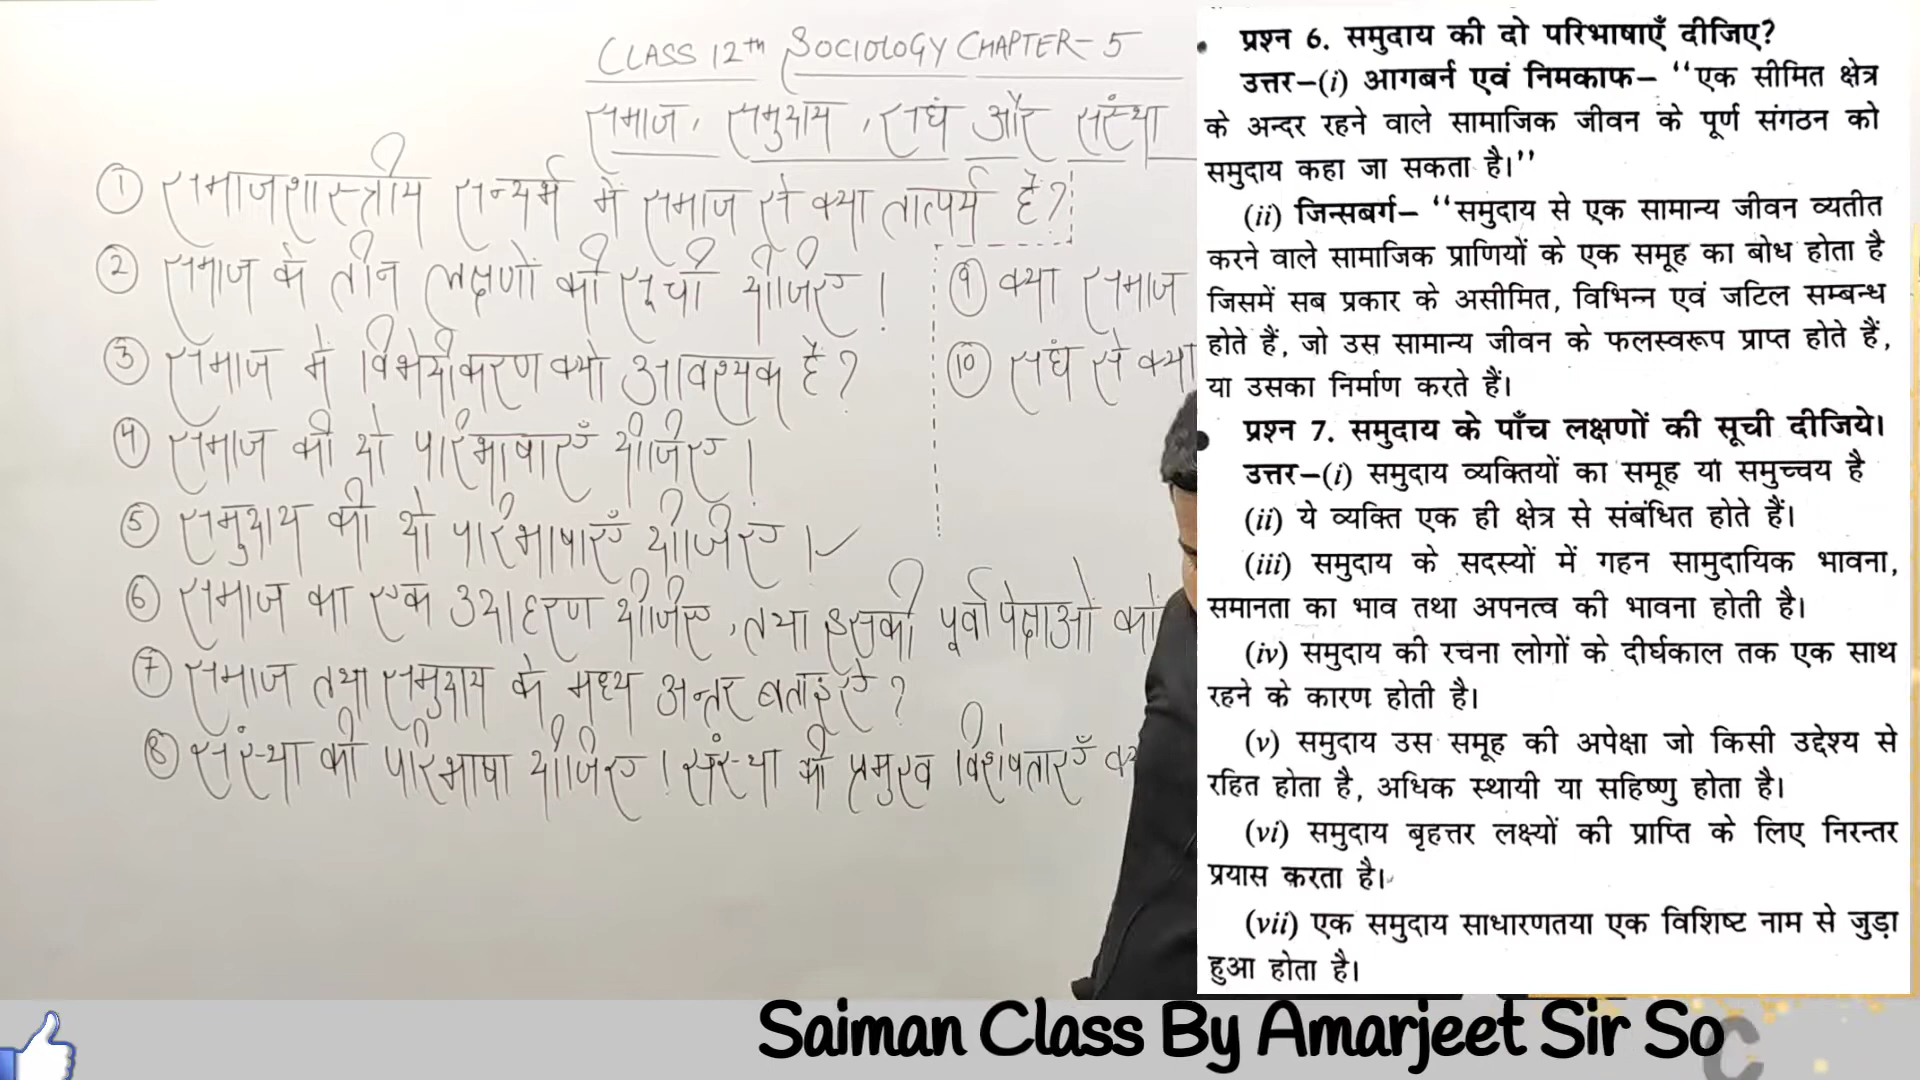 CLASS 12th SOCIOLOGY CHAPTER-5
समाज, समुदाय, संघ और संस्था
① समाजशास्त्रीय सन्दर्भ में समाज से क्या तात्पर्य है?
② समाज के तीन लक्षणों की सूची दीजिए।
③ समाज में विभेदीकरण क्यों आवश्यक है?
④ समाज की दो परिभाषाएँ दीजिए।
⑤ समुदाय की दो परिभाषाएँ दीजिए।✓
⑥ समाज का एक उदाहरण दीजिए, तथा इसकी पूर्वापेक्षाओं को
⑦ समाज तथा समुदाय के मध्य अन्तर बताइए?
⑧ संस्था की परिभाषा दीजिए। संस्था की प्रमुख विशेषताएँ
⑨ क्या समाज
⑩ संघ से क्या
प्रश्न 6. समुदाय की दो परिभाषाएँ दीजिए?
उत्तर–(i) आगबर्न एवं निमकाफ– ‘‘एक सीमित क्षेत्र
के अन्दर रहने वाले सामाजिक जीवन के पूर्ण संगठन को
समुदाय कहा जा सकता है।’’
(ii) जिन्सबर्ग– ‘‘समुदाय से एक सामान्य जीवन व्यतीत
करने वाले सामाजिक प्राणियों के एक समूह का बोध होता है
जिसमें सब प्रकार के असीमित, विभिन्न एवं जटिल सम्बन्ध
होते हैं, जो उस सामान्य जीवन के फलस्वरूप प्राप्त होते हैं,
या उसका निर्माण करते हैं।
प्रश्न 7. समुदाय के पाँच लक्षणों की सूची दीजिये।
उत्तर–(i) समुदाय व्यक्तियों का समूह या समुच्चय है
(ii) ये व्यक्ति एक ही क्षेत्र से संबंधित होते हैं।
(iii) समुदाय के सदस्यों में गहन सामुदायिक भावना,
समानता का भाव तथा अपनत्व की भावना होती है।
(iv) समुदाय की रचना लोगों के दीर्घकाल तक एक साथ
रहने के कारण होती है।
(v) समुदाय उस समूह की अपेक्षा जो किसी उद्देश्य से
रहित होता है, अधिक स्थायी या सहिष्णु होता है।
(vi) समुदाय बृहत्तर लक्ष्यों की प्राप्ति के लिए निरन्तर
प्रयास करता है।
(vii) एक समुदाय साधारणतया एक विशिष्ट नाम से जुड़ा
हुआ होता है।
Saiman Class By Amarjeet Sir So